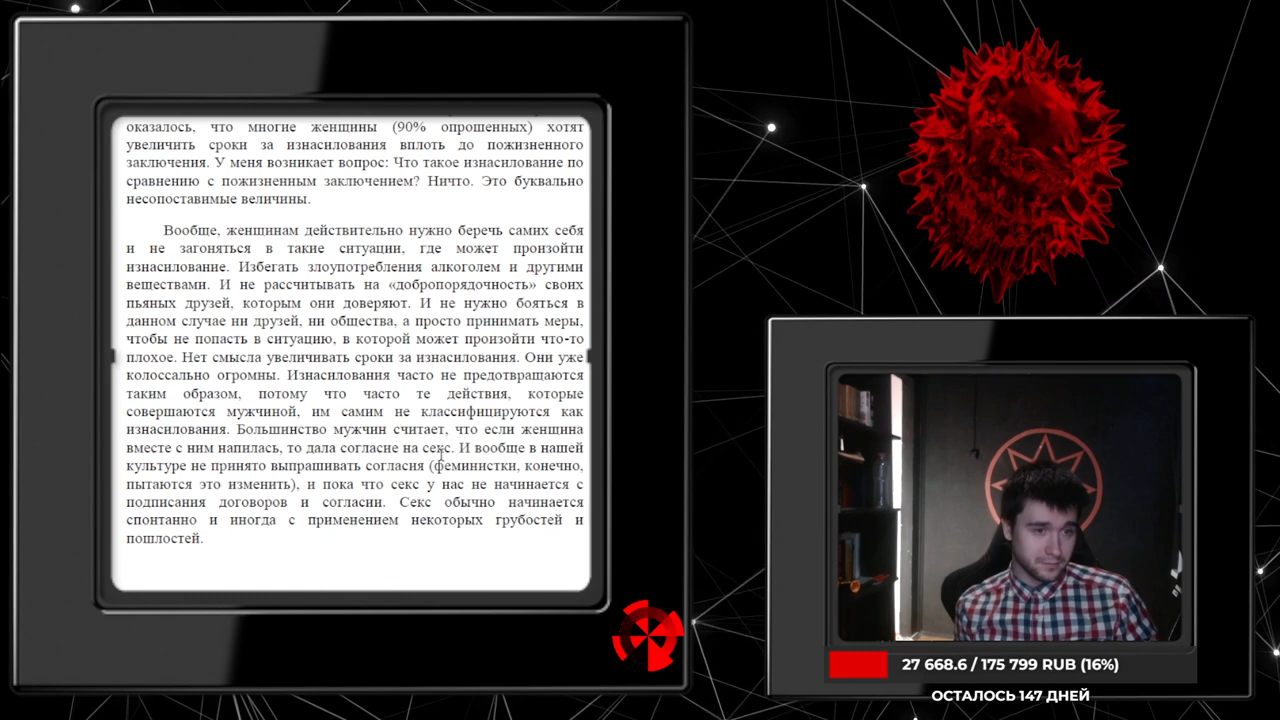 оказалось, что многие женщины (90% опрошенных) хотят
увеличить сроки за изнасилования вплоть до пожизненного
заключения. У меня возникает вопрос: Что такое изнасилование по
сравнению с пожизненным заключением? Ничто. Это буквально
несопоставимые величины.
Вообще, женщинам действительно нужно беречь самих себя
и не загоняться в такие ситуации, где может произойти
изнасилование. Избегать злоупотребления алкоголем и другими
веществами. И не рассчитывать на «добропорядочность» своих
пьяных друзей, которым они доверяют. И не нужно бояться в
данном случае ни друзей, ни общества, а просто принимать меры,
чтобы не попасть в ситуацию, в которой может произойти что-то
плохое. Нет смысла увеличивать сроки за изнасилования. Они уже
колоссально огромны. Изнасилования часто не предотвращаются
таким образом, потому что часто те действия, которые
совершаются мужчиной, им самим не классифицируются как
изнасилования. Большинство мужчин считает, что если женщина
вместе с ним напилась, то дала согласие на секс. И вообще в нашей
культуре не принято выпрашивать согласия (феминистки, конечно,
пытаются это изменить), и пока что секс у нас не начинается с
подписания договоров и согласии. Секс обычно начинается
спонтанно и иногда с применением некоторых грубостей и
пошлостей.
27 668.6 / 175 799 RUB (16%)
ОСТАЛОСЬ 147 ДНЕЙ